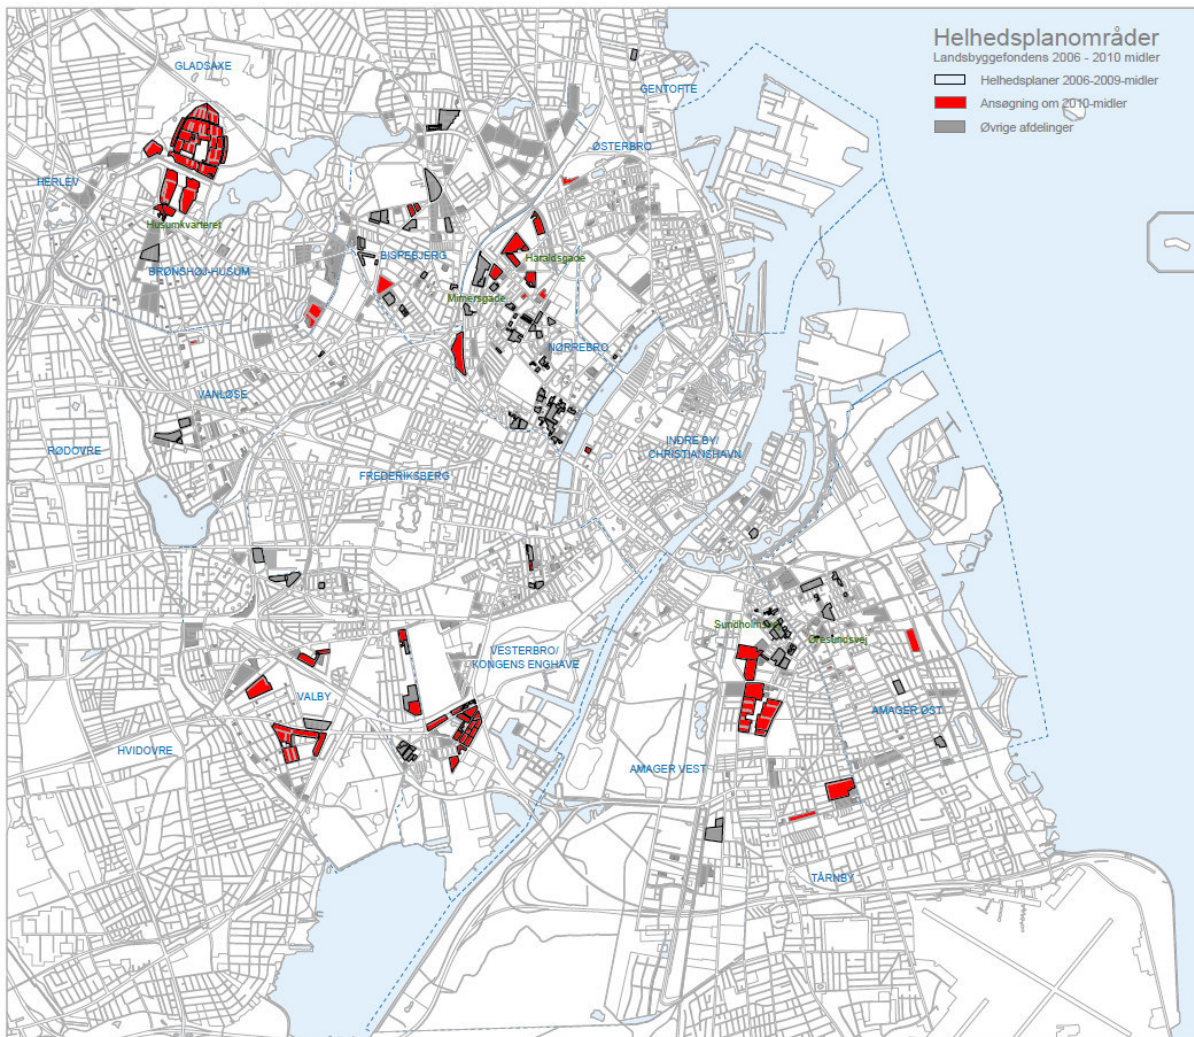 Helhedsplanområder
Landsbyggefondens 2006 - 2010 midler
Helhedsplaner 2006-2009-midler
Ansøgning om 2010-midler
Øvrige afdelinger
GLADSAXE
GENTOFTE
ØSTERBRO
HERLEV
Husumkvarteret
BISPEBJERG
Haraldsgade
BRØNSHØJ-HUSUM
Mimersgade
NØRREBRO
VANLØSE
INDRE BY/
CHRISTIANSHAVN
RØDOVRE
FREDERIKSBERG
Sundholmsvej
Øresundsvej
VESTERBRO/
KONGENS ENGHAVE
VALBY
AMAGER ØST
HVIDOVRE
AMAGER VEST
TÅRNBY